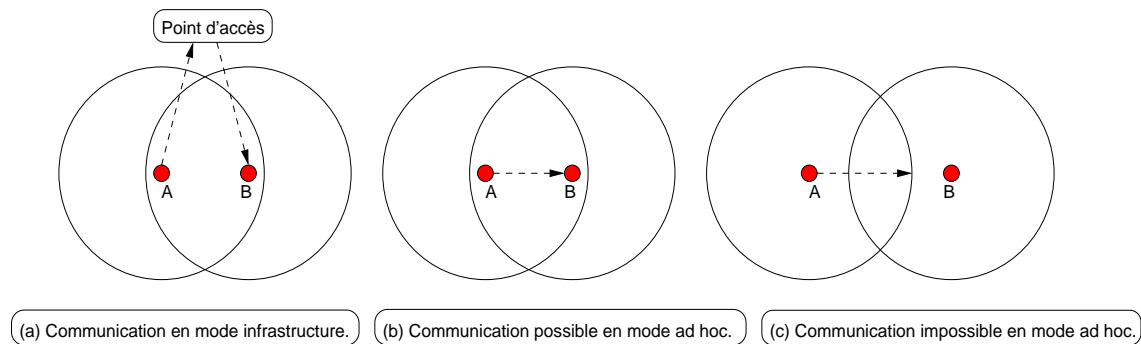 Point d'accès
A
B
A
B
A
B
(a) Communication en mode infrastructure.
(b) Communication possible en mode ad hoc.
(c) Communication impossible en mode ad hoc.